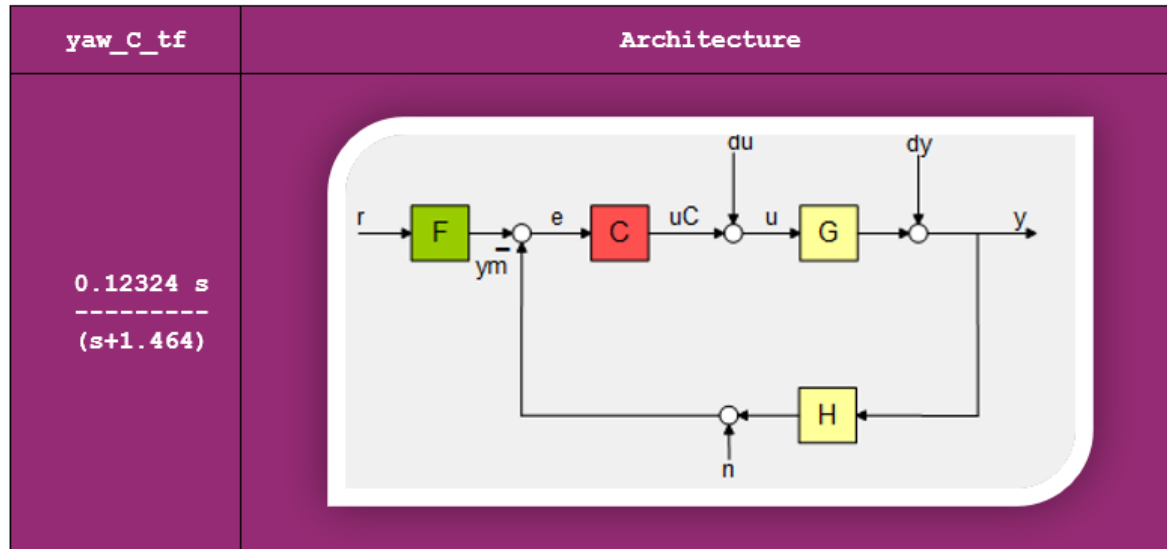 yaw_C_tf
Architecture
0.12324 s
---------
(s+1.464)
du
dy
r
F
e
C
uC
u
G
y
-
ym
H
n